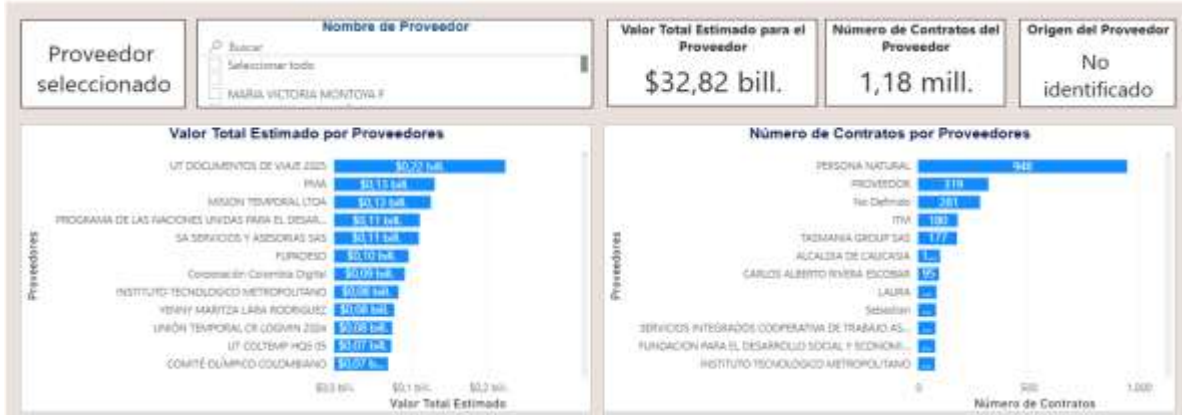 Proveedor
seleccionado
Nombre de Proveedor
Buscar
Seleccionar todo
MARIA VICTORIA MONTOYA F
Valor Total Estimado para el
Proveedor
$32,82 bill.
Número de Contratos del
Proveedor
1,18 mill.
Origen del Proveedor
No
identificado
Valor Total Estimado por Proveedores
Proveedores
UT DOCUMENTOS DE VIAJE 2025 $0,22 bill.
PMA $0,13 bill.
MISION TEMPORAL LTDA $0,13 bill.
PROGRAMA DE LAS NACIONES UNIDAS PARA EL DESAR... $0,11 bill.
SA SERVICIOS Y ASESORIAS SAS $0,11 bill.
$0,10 bill.
Corporación Colombia Digital $0,09 bill.
INSTITUTO TECNOLOGICO METROPOLITANO $0,08 bill.
YENNY MARITZA LARA RODRIGUEZ $0,08 bill.
UNIÓN TEMPORAL CR LOGMIN 2024 $0,08 bill.
UT COLTEMP HQS 05 $0,07 bill.
COMITÉ OLÍMPICO COLOMBIANO $0,07 b...
$0,0 bill. $0,1 bill. $0,2 bill.
Valor Total Estimado
Número de Contratos por Proveedores
Proveedores
PERSONA NATURAL 948
PROVEEDOR 319
No Definido 281
ITM 180
TASMANIA GROUP SAS 177
ALCALDIA DE CAUCASIA 1...
CARLOS ALBERTO RIVERA ESCOBAR 95
LAURA ...
Sebastian ...
SERVICIOS INTEGRADOS COOPERATIVA DE TRABAJO AS... ...
FUNDACION PARA EL DESARROLLO SOCIAL Y ECONOMI... ...
INSTITUTO TECNOLOGICO METROPOLITANO ...
0 500 1.000
Número de Contratos